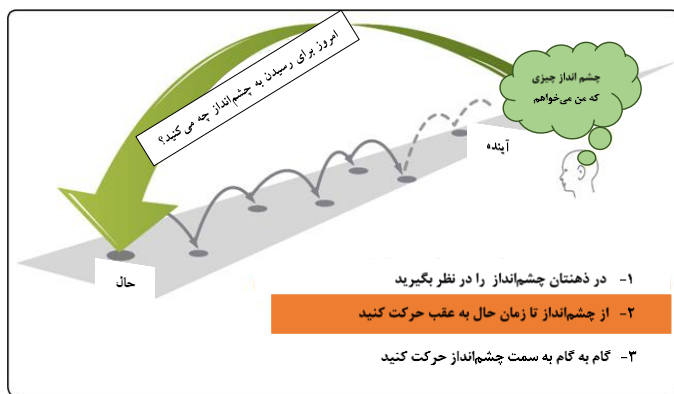 امروز برای رسیدن به چشم‌انداز چه می کنید؟
چشم انداز چیزی
که من می‌خواهم
آینده
حال
۱- در ذهنتان چشم‌انداز را در نظر بگیرید
۲- از چشم‌انداز تا زمان حال به عقب حرکت کنید
۳- گام به گام به سمت چشم‌انداز حرکت کنید